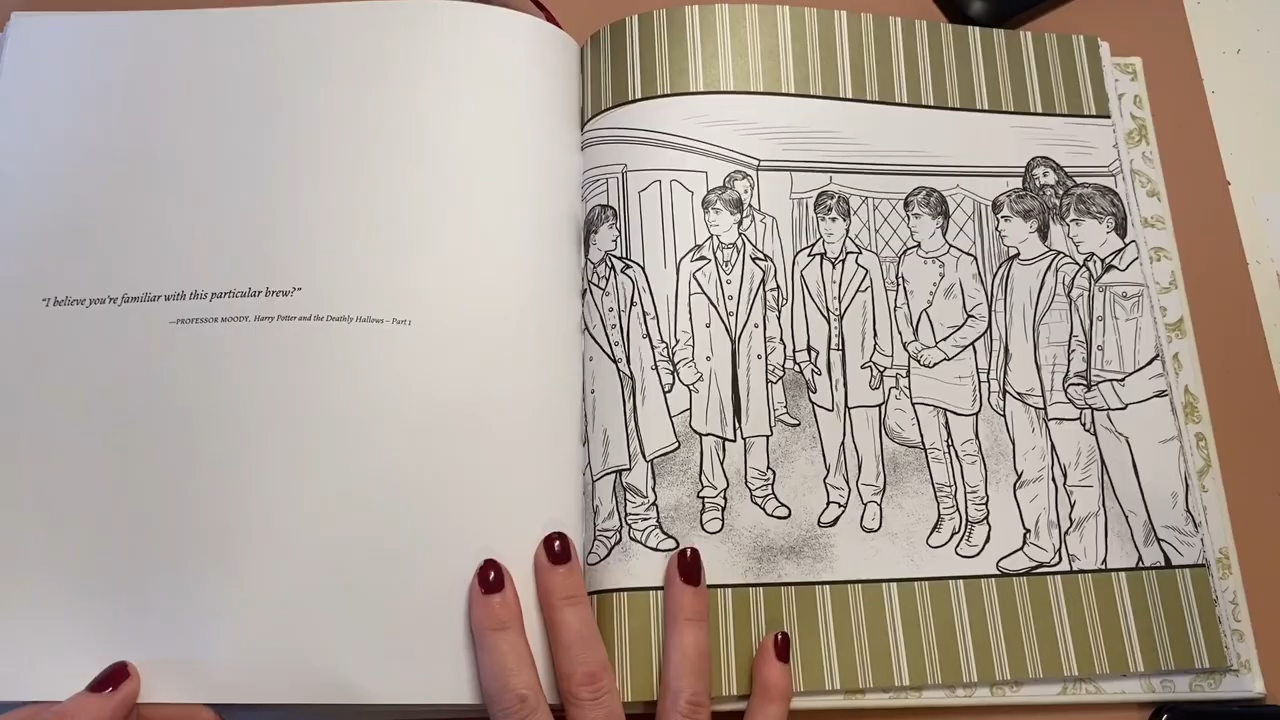 “I believe you’re familiar with this particular brew?”
—PROFESSOR MOODY, Harry Potter and the Deathly Hallows – Part 1